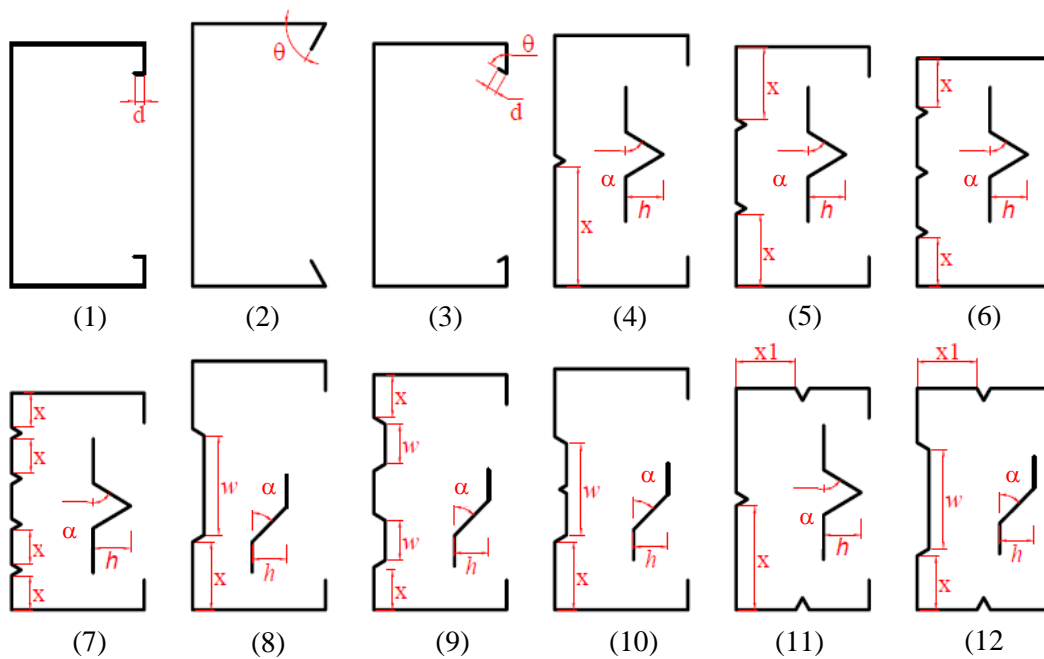 θ
d
(1)
θ
(2)
θ
d
(3)
α
h
x
(4)
x
α
h
x
(5)
x
α
h
x
(6)
x
x
α
h
x
x
(7)
w
α
x
h
(8)
x
w
α
w
x
h
(9)
α
w
x
h
(10)
x1
α
h
x
(11)
x1
w
α
x
h
(12)